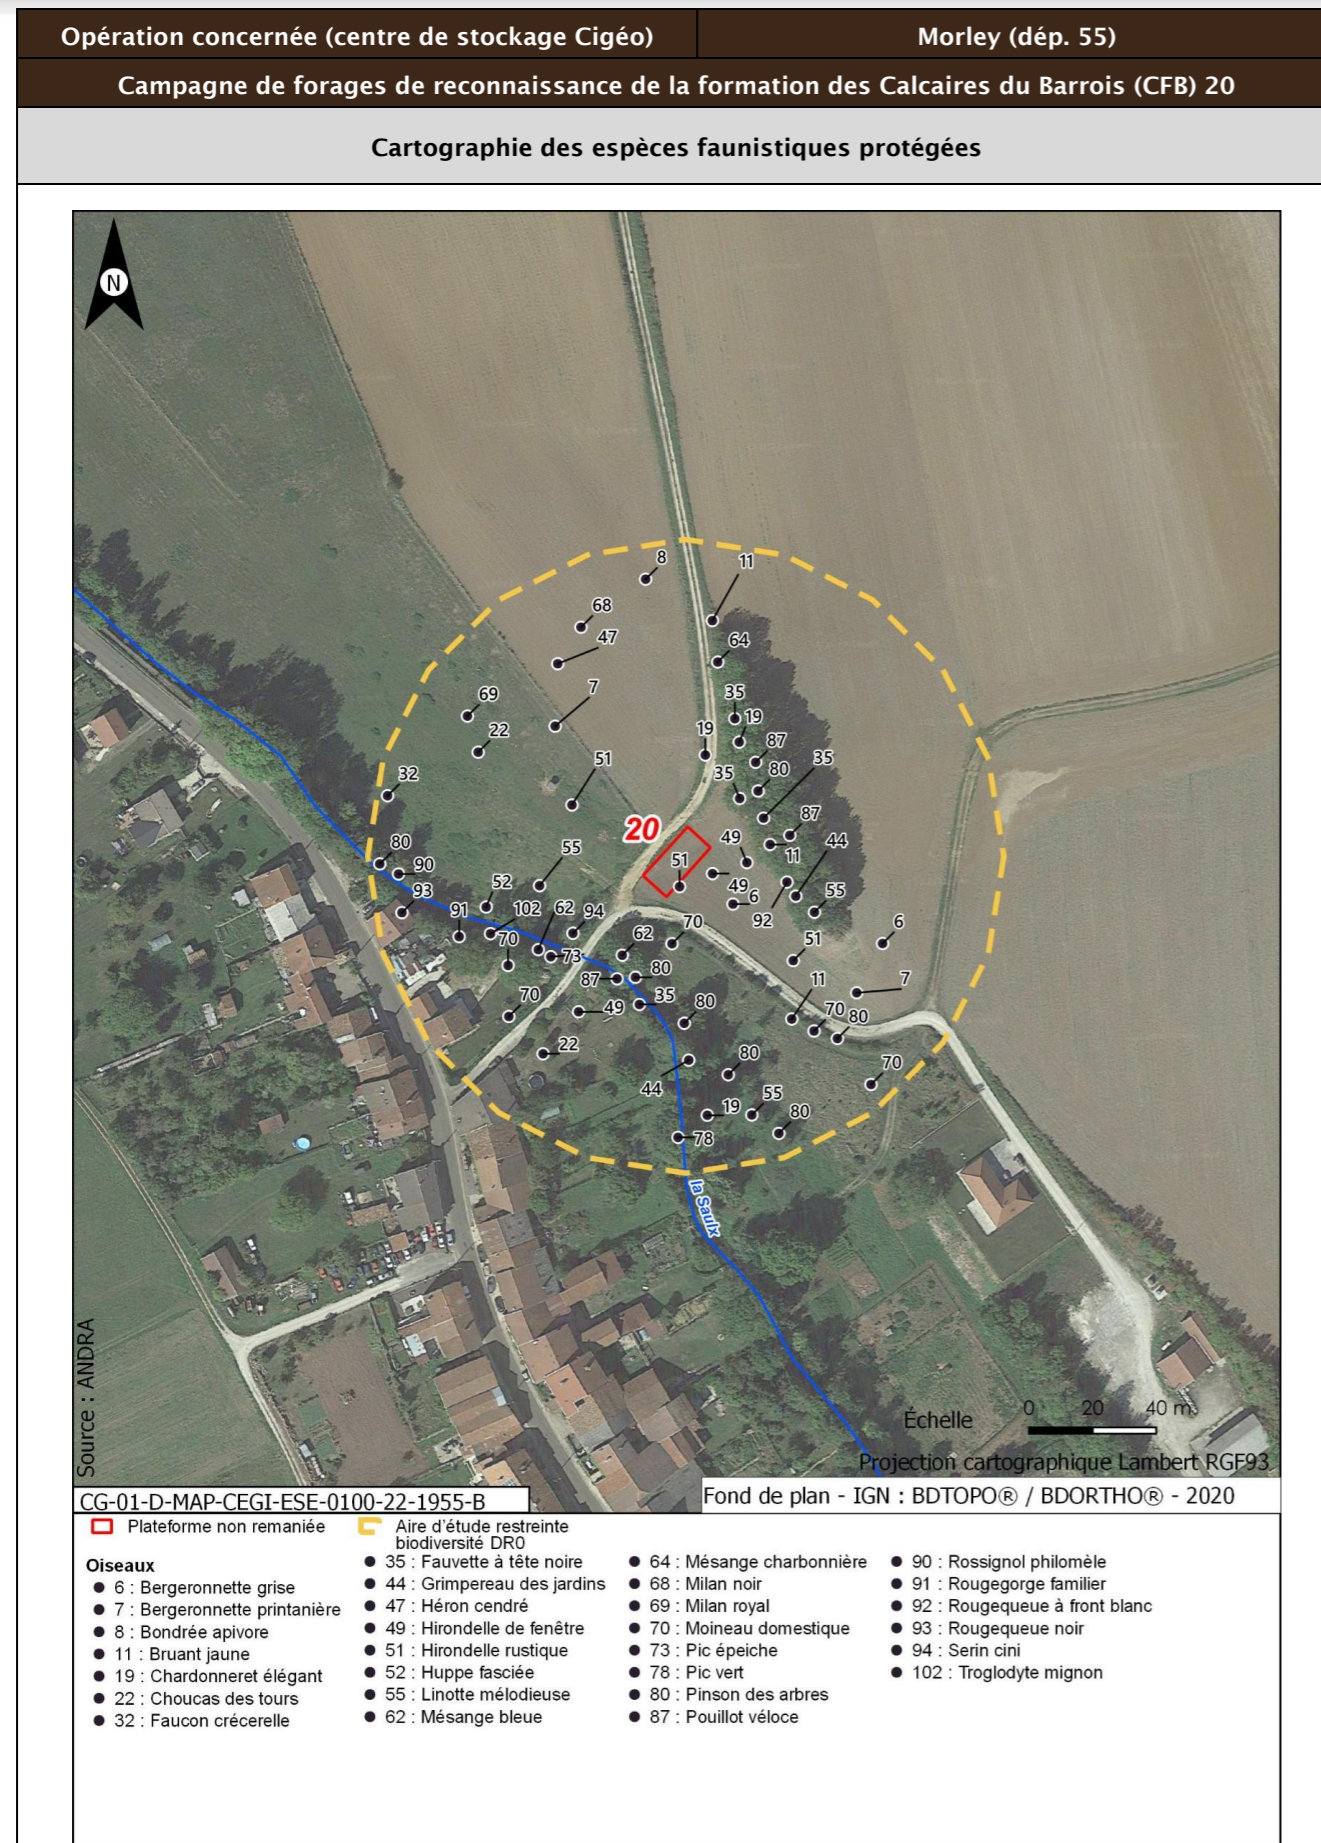 Opération concernée (centre de stockage Cigéo)
Morley (dép. 55)
Campagne de forages de reconnaissance de la formation des Calcaires du Barrois (CFB) 20
Cartographie des espèces faunistiques protégées
N
8
11
68
47
64
7
69
35
19
22
19
87
51
80
35
35
32
20
87
49
44
11
80
55
51
90
49
52
6
93
92
55
102
62
94
91
70
6
62
51
70
73
80
87
11
7
70
35
49
80
70
80
22
80
70
44
19
55
80
78
la Saulx
Source : ANDRA
Échelle
0 20 40 m
Projection cartographique Lambert RGF93
CG-01-D-MAP-CEGI-ESE-0100-22-1955-B
Fond de plan - IGN : BDTOPO® / BDORTHO® - 2020
Plateforme non remaniée
Aire d'étude restreinte
biodiversité DR0
Oiseaux
6 : Bergeronnette grise
7 : Bergeronnette printanière
8 : Bondrée apivore
11 : Bruant jaune
19 : Chardonneret élégant
22 : Choucas des tours
32 : Faucon crécerelle
35 : Fauvette à tête noire
44 : Grimpereau des jardins
47 : Héron cendré
49 : Hirondelle de fenêtre
51 : Hirondelle rustique
52 : Huppe fasciée
55 : Linotte mélodieuse
62 : Mésange bleue
64 : Mésange charbonnière
68 : Milan noir
69 : Milan royal
70 : Moineau domestique
73 : Pic épeiche
78 : Pic vert
80 : Pinson des arbres
87 : Pouillot véloce
90 : Rossignol philomèle
91 : Rougegorge familier
92 : Rougequeue à front blanc
93 : Rougequeue noir
94 : Serin cini
102 : Troglodyte mignon